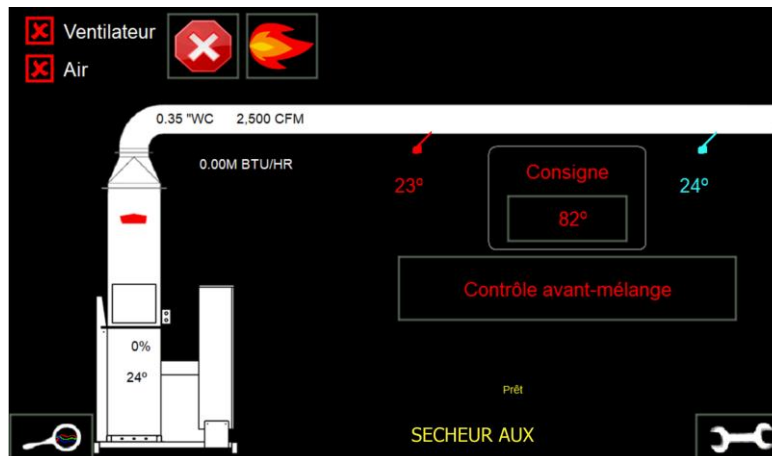 Ventilateur
Air
0.35 "WC 2,500 CFM
0.00M BTU/HR
23º
Consigne
82º
24º
Contrôle avant-mélange
0%
24º
Prêt
SECHEUR AUX